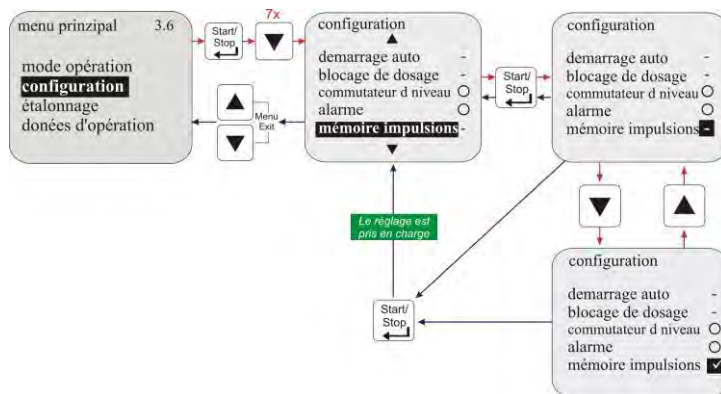 menu prinzipal 3.6
mode opération
configuration
étalonnage
donées d'opération
Start/
Stop
7x
configuration
demarrage auto -
blocage de dosage -
commutateur d niveau
alarme
mémoire impulsions -
Start/
Stop
configuration
demarrage auto -
blocage de dosage -
commutateur d niveau
alarme
mémoire impulsions -
Menu
Exit
Le réglage est
pris en charge
Start/
Stop
configuration
demarrage auto -
blocage de dosage -
commutateur d niveau
alarme
mémoire impulsions ✓